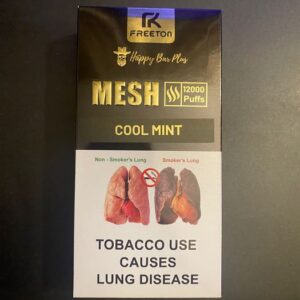 FREETON
Happy Bar Plus
MESH 12000 Puffs
COOL MINT
Non - Smoker's Lung Smoker's Lung
TOBACCO USE
CAUSES
LUNG DISEASE